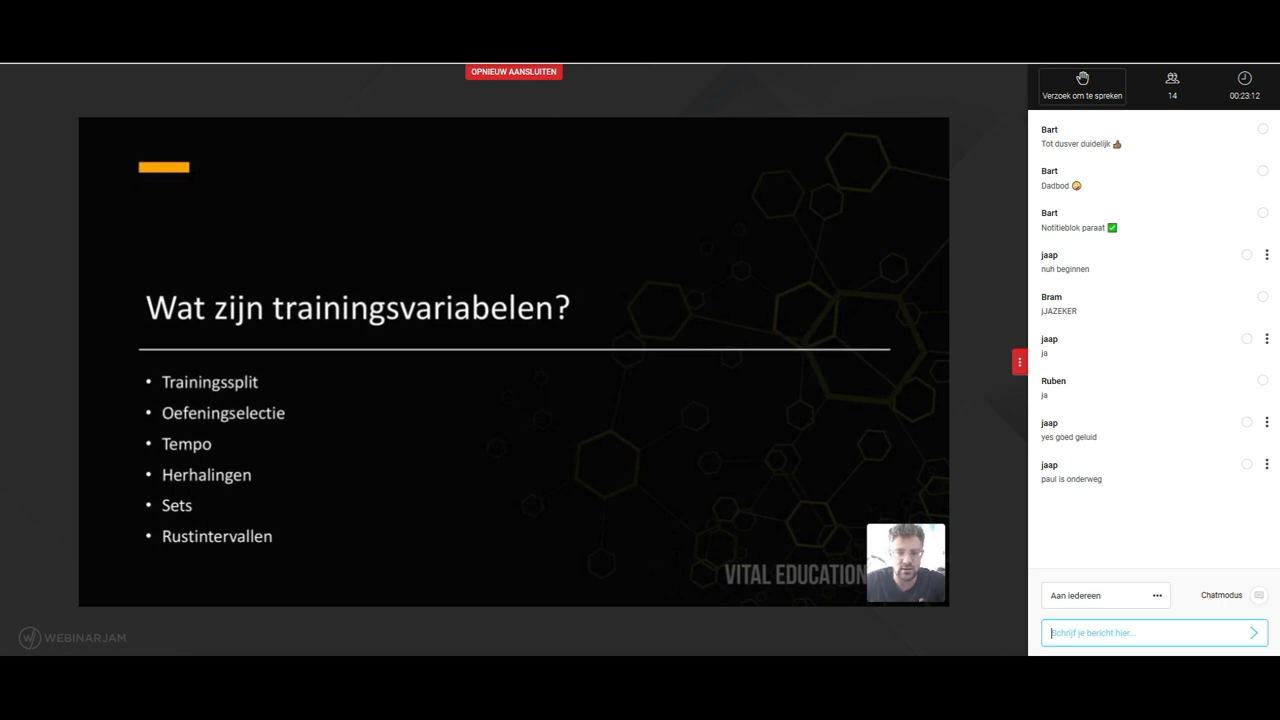 OPNIEUW AANSLUITEN
Wat zijn trainingsvariabelen?
• Trainingssplit
• Oefeningselectie
• Tempo
• Herhalingen
• Sets
• Rustintervallen
VITAL EDUCATION
WEBINARJAM
Verzoek om te spreken
14
00:23:12
Bart
Tot dusver duidelijk 👍🏾
Bart
Dadbod 🤪
Bart
Notitieblok paraat ✅
jaap
nuh beginnen
Bram
jJAZEKER
jaap
ja
Ruben
ja
jaap
yes goed geluid
jaap
paul is onderweg
Aan iedereen
Chatmodus
Schrijf je bericht hier...